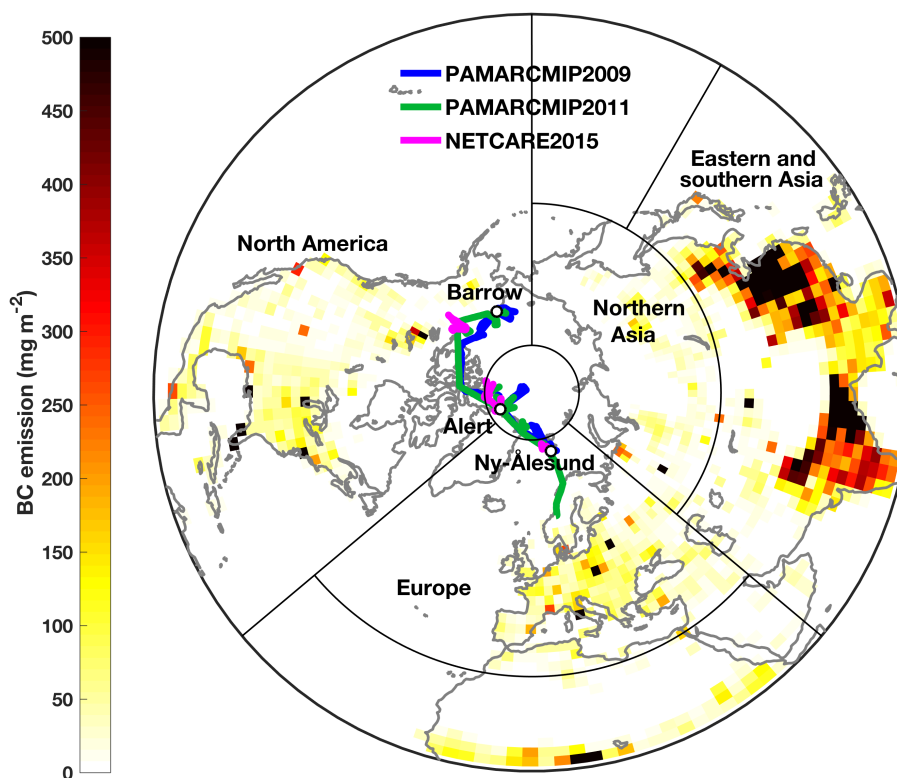 500
450
400
350
300
250
200
150
100
50
0
BC emission (mg m⁻²)
PAMARCMIP2009
PAMARCMIP2011
NETCARE2015
Eastern and
southern Asia
North America
Barrow
Northern
Asia
Alert
Ny-Ålesund
Europe